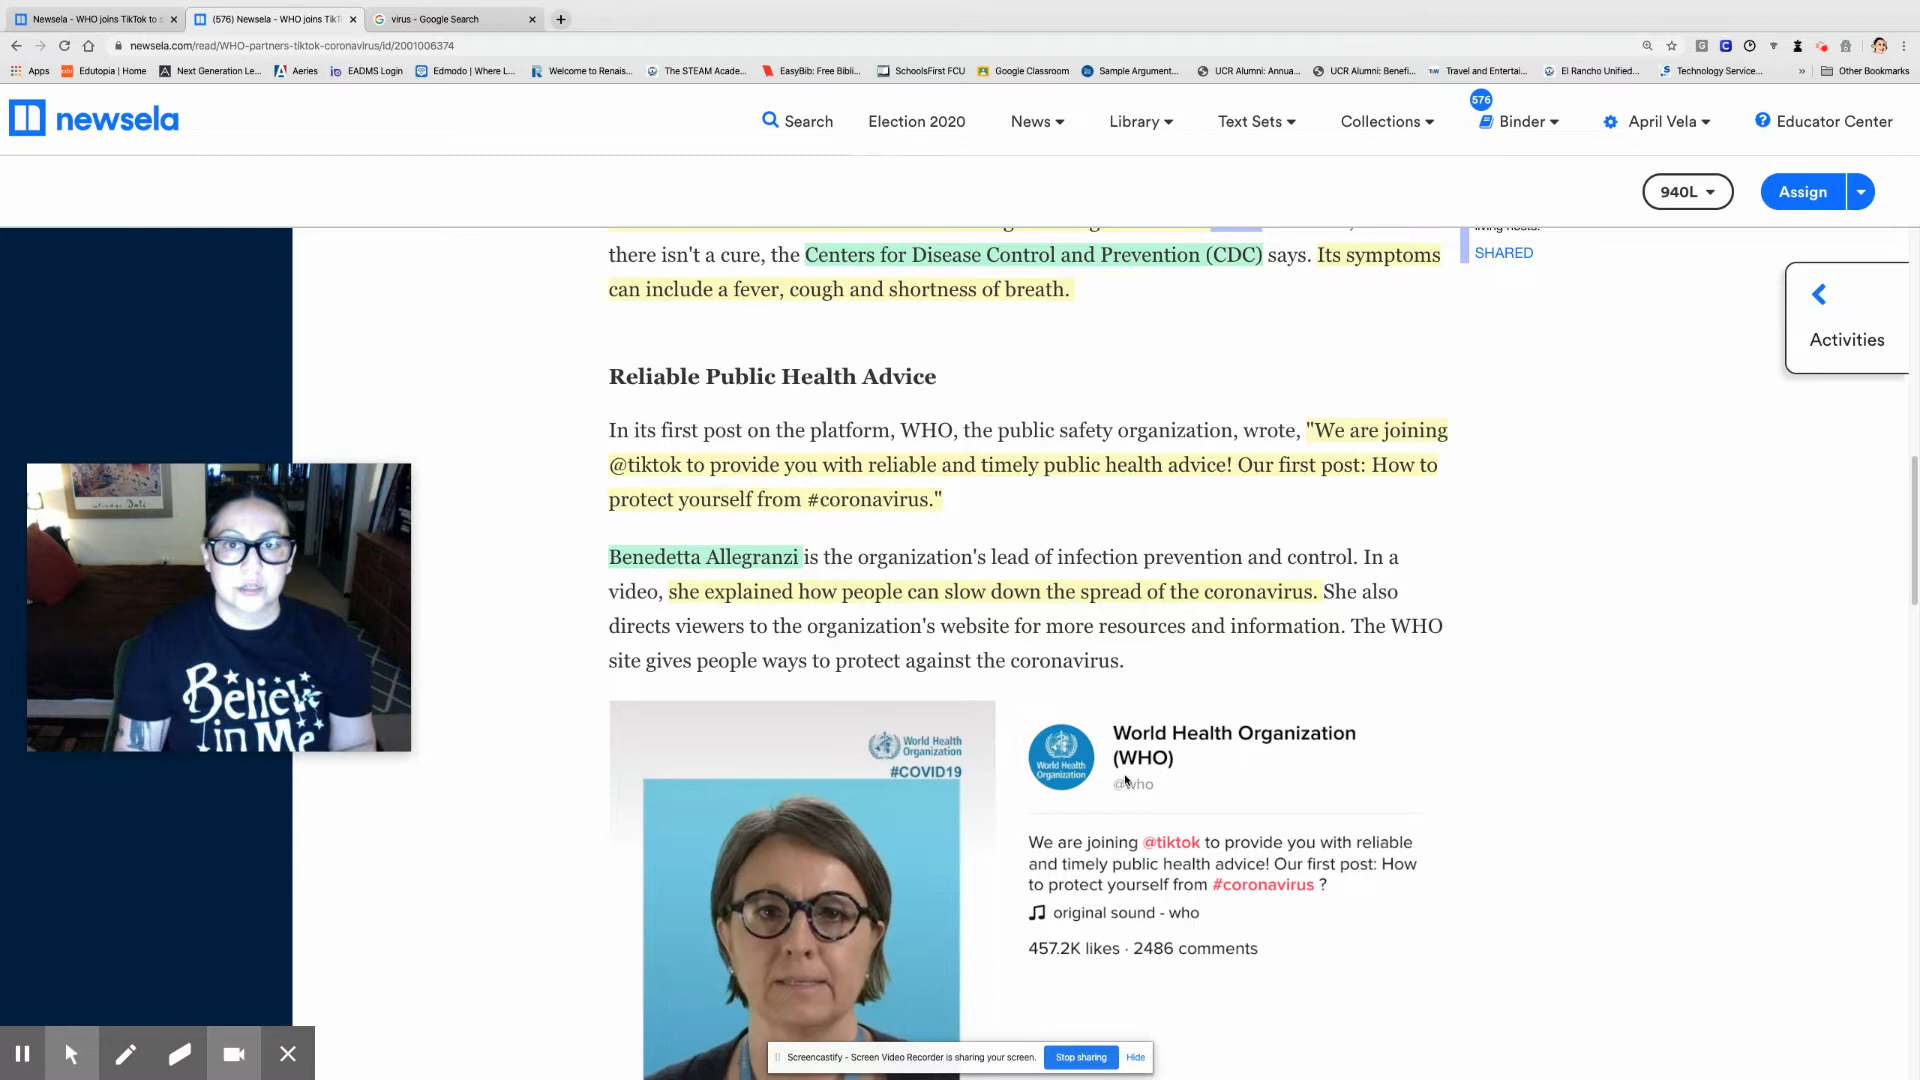 Newsela - WHO joins TikTok to s
(576) Newsela - WHO joins TikT
virus - Google Search
newsela.com/read/WHO-partners-tiktok-coronavirus/id/2001006374
Apps
Edutopia | Home
Next Generation Le...
Aeries
EADMS Login
Edmodo | Where L...
Welcome to Renais...
The STEAM Acade...
EasyBib: Free Bibli...
SchoolsFirst FCU
Google Classroom
Sample Argument...
UCR Alumni: Annua...
UCR Alumni: Benefi...
Travel and Entertai...
El Rancho Unified...
Technology Service...
Other Bookmarks
newsela
Search
Election 2020
News
Library
Text Sets
Collections
576
Binder
April Vela
Educator Center
940L
Assign
there isn't a cure, the Centers for Disease Control and Prevention (CDC) says. Its symptoms
can include a fever, cough and shortness of breath.
living hosts.
SHARED
Activities
Reliable Public Health Advice
In its first post on the platform, WHO, the public safety organization, wrote, "We are joining
@tiktok to provide you with reliable and timely public health advice! Our first post: How to
protect yourself from #coronavirus."
Benedetta Allegranzi is the organization's lead of infection prevention and control. In a
video, she explained how people can slow down the spread of the coronavirus. She also
directs viewers to the organization's website for more resources and information. The WHO
site gives people ways to protect against the coronavirus.
Believe
in Me
World Health
Organization
#COVID19
World Health
Organization
World Health Organization
(WHO)
@who
We are joining @tiktok to provide you with reliable
and timely public health advice! Our first post: How
to protect yourself from #coronavirus ?
original sound - who
457.2K likes · 2486 comments
Screencastify - Screen Video Recorder is sharing your screen.
Stop sharing
Hide